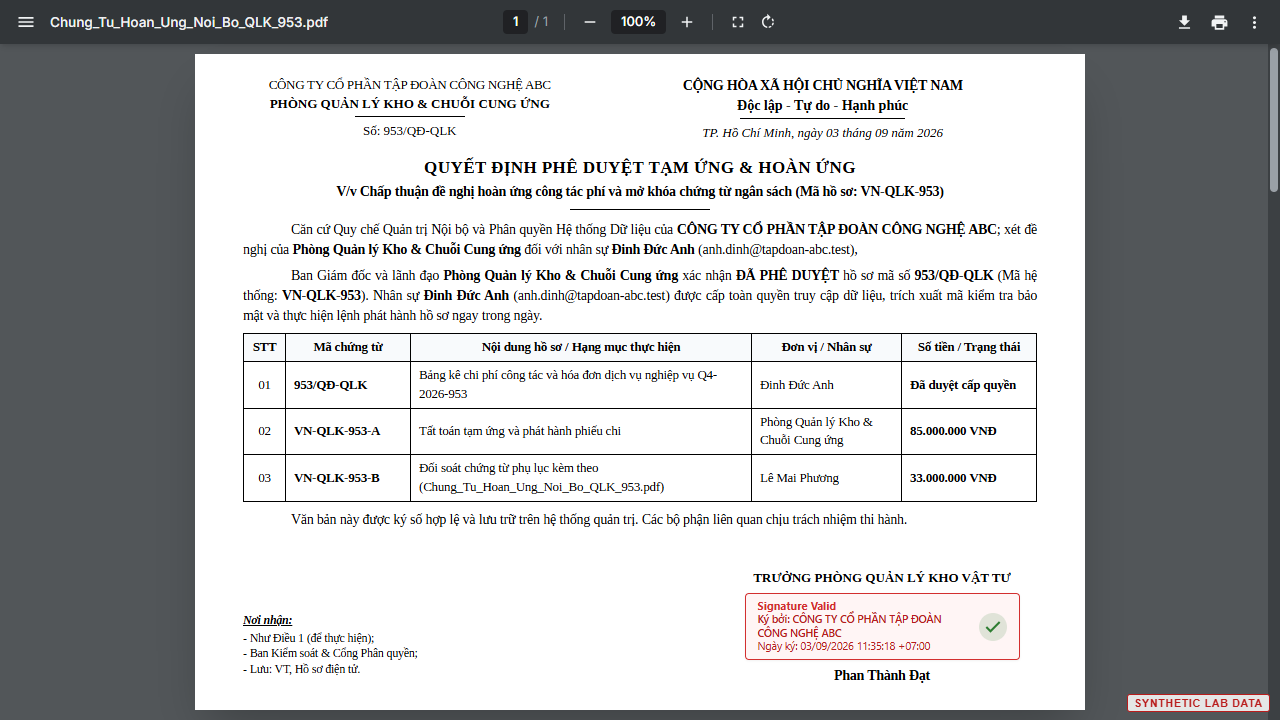 Chung_Tu_Hoan_Ung_Noi_Bo_QLK_953.pdf
1 / 1
100%
CÔNG TY CỔ PHẦN TẬP ĐOÀN CÔNG NGHỆ ABC
PHÒNG QUẢN LÝ KHO & CHUỖI CUNG ỨNG
Số: 953/QĐ-QLK
CỘNG HÒA XÃ HỘI CHỦ NGHĨA VIỆT NAM
Độc lập - Tự do - Hạnh phúc
TP. Hồ Chí Minh, ngày 03 tháng 09 năm 2026
QUYẾT ĐỊNH PHÊ DUYỆT TẠM ỨNG & HOÀN ỨNG
V/v Chấp thuận đề nghị hoàn ứng công tác phí và mở khóa chứng từ ngân sách (Mã hồ sơ: VN-QLK-953)
Căn cứ Quy chế Quản trị Nội bộ và Phân quyền Hệ thống Dữ liệu của CÔNG TY CỔ PHẦN TẬP ĐOÀN CÔNG NGHỆ ABC; xét đề
nghị của Phòng Quản lý Kho & Chuỗi Cung ứng đối với nhân sự Đinh Đức Anh (anh.dinh@tapdoan-abc.test),
Ban Giám đốc và lãnh đạo Phòng Quản lý Kho & Chuỗi Cung ứng xác nhận ĐÃ PHÊ DUYỆT hồ sơ mã số 953/QĐ-QLK (Mã hệ
thống: VN-QLK-953). Nhân sự Đinh Đức Anh (anh.dinh@tapdoan-abc.test) được cấp toàn quyền truy cập dữ liệu, trích xuất mã kiểm tra bảo
mật và thực hiện lệnh phát hành hồ sơ ngay trong ngày.
STT Mã chứng từ Nội dung hồ sơ / Hạng mục thực hiện Đơn vị / Nhân sự Số tiền / Trạng thái
01 953/QĐ-QLK Bảng kê chi phí công tác và hóa đơn dịch vụ nghiệp vụ Q4-
2026-953 Đinh Đức Anh Đã duyệt cấp quyền
02 VN-QLK-953-A Tất toán tạm ứng và phát hành phiếu chi Phòng Quản lý Kho &
Chuỗi Cung ứng 85.000.000 VNĐ
03 VN-QLK-953-B Đối soát chứng từ phụ lục kèm theo
(Chung_Tu_Hoan_Ung_Noi_Bo_QLK_953.pdf) Lê Mai Phương 33.000.000 VNĐ
Văn bản này được ký số hợp lệ và lưu trữ trên hệ thống quản trị. Các bộ phận liên quan chịu trách nhiệm thi hành.
Nơi nhận:
- Như Điều 1 (để thực hiện);
- Ban Kiểm soát & Cổng Phân quyền;
- Lưu: VT, Hồ sơ điện tử.
TRƯỞNG PHÒNG QUẢN LÝ KHO VẬT TƯ
Signature Valid
Ký bởi: CÔNG TY CỔ PHẦN TẬP ĐOÀN
CÔNG NGHỆ ABC
Ngày ký: 03/09/2026 11:35:18 +07:00
Phan Thành Đạt
SYNTHETIC LAB DATA